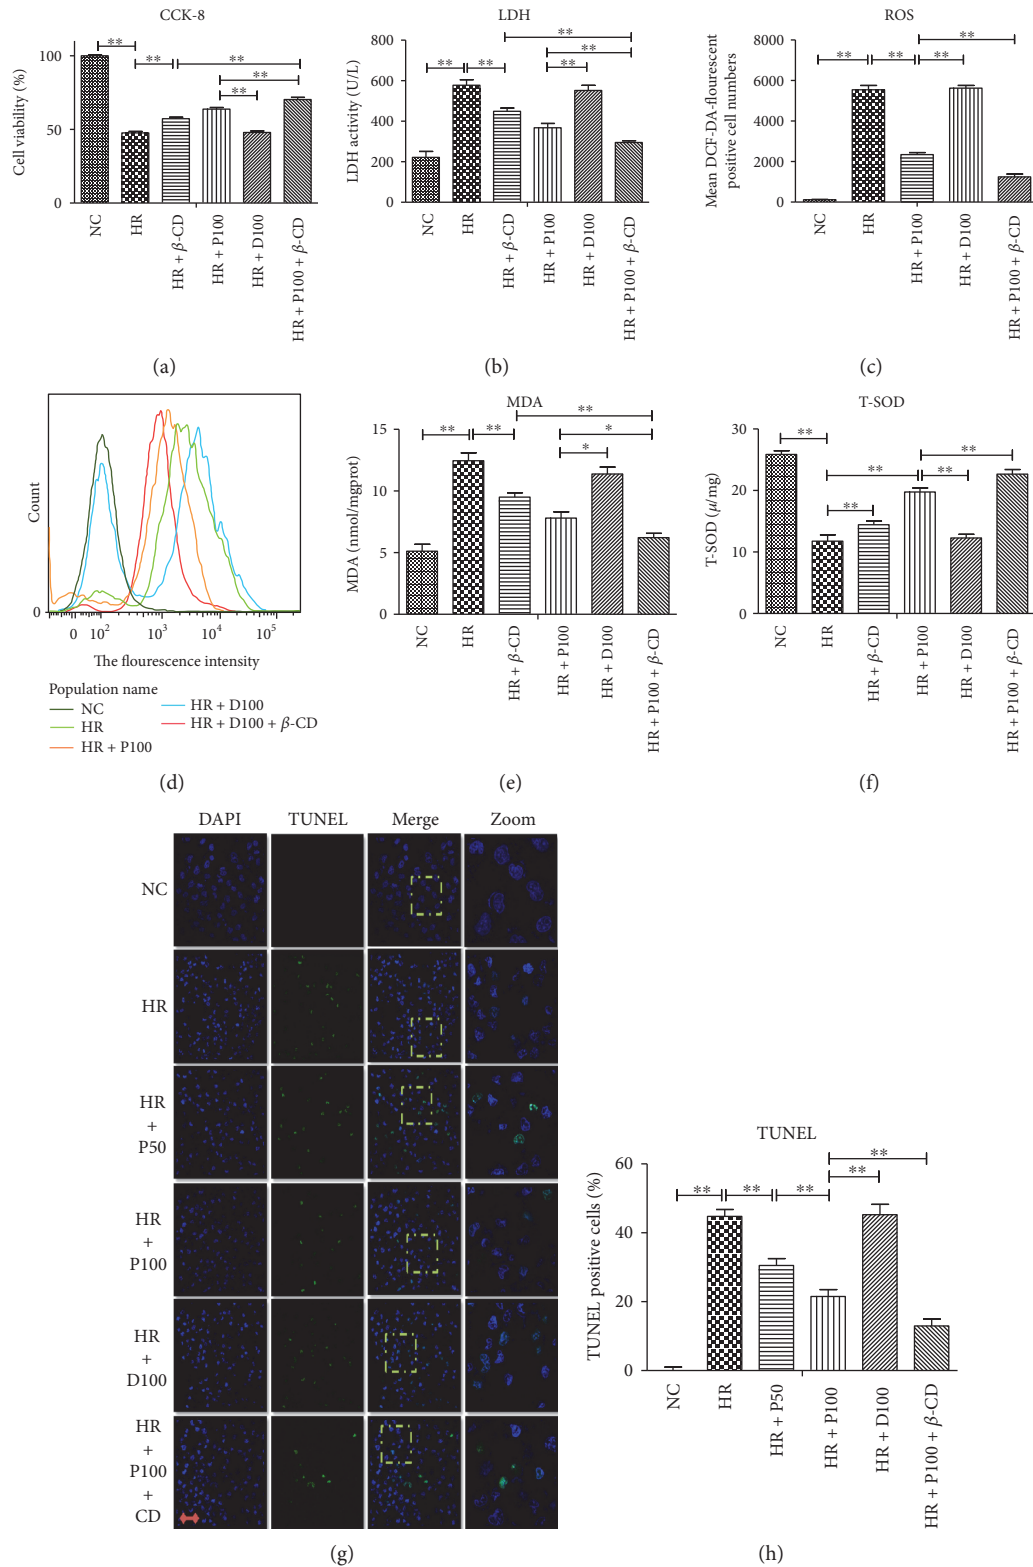 CCK-8
Cell viability (%)
100
50
0
** ** ** ** **
NC
HR
HR + β-CD
HR + P100
HR + D100
HR + P100 + β-CD
(a)
LDH
LDH activity (U/L)
800
600
400
200
0
** ** ** ** **
NC
HR
HR + β-CD
HR + P100
HR + D100
HR + P100 + β-CD
(b)
ROS
Mean DCF-DA-flourescent
positive cell numbers
8000
6000
4000
2000
0
** ** ** **
NC
HR
HR + P100
HR + D100
HR + P100 + β-CD
(c)
Count
0
0 10² 10³ 10⁴ 10⁵
The flourescence intensity
Population name
NC
HR
HR + P100
HR + D100
HR + D100 + β-CD
(d)
MDA
MDA (nmol/mgprot)
15
10
5
0
** ** ** * *
NC
HR
HR + β-CD
HR + P100
HR + D100
HR + P100 + β-CD
(e)
T-SOD
T-SOD (μ/mg)
30
20
10
0
** ** ** ** **
NC
HR
HR + β-CD
HR + P100
HR + D100
HR + P100 + β-CD
(f)
DAPI TUNEL Merge Zoom
NC
HR
HR
+
P50
HR
+
P100
HR
+
D100
HR
+
P100
+
CD
(g)
TUNEL
TUNEL positive cells (%)
60
40
20
0
** ** ** ** **
NC
HR
HR + P50
HR + P100
HR + D100
HR + P100 + β-CD
(h)